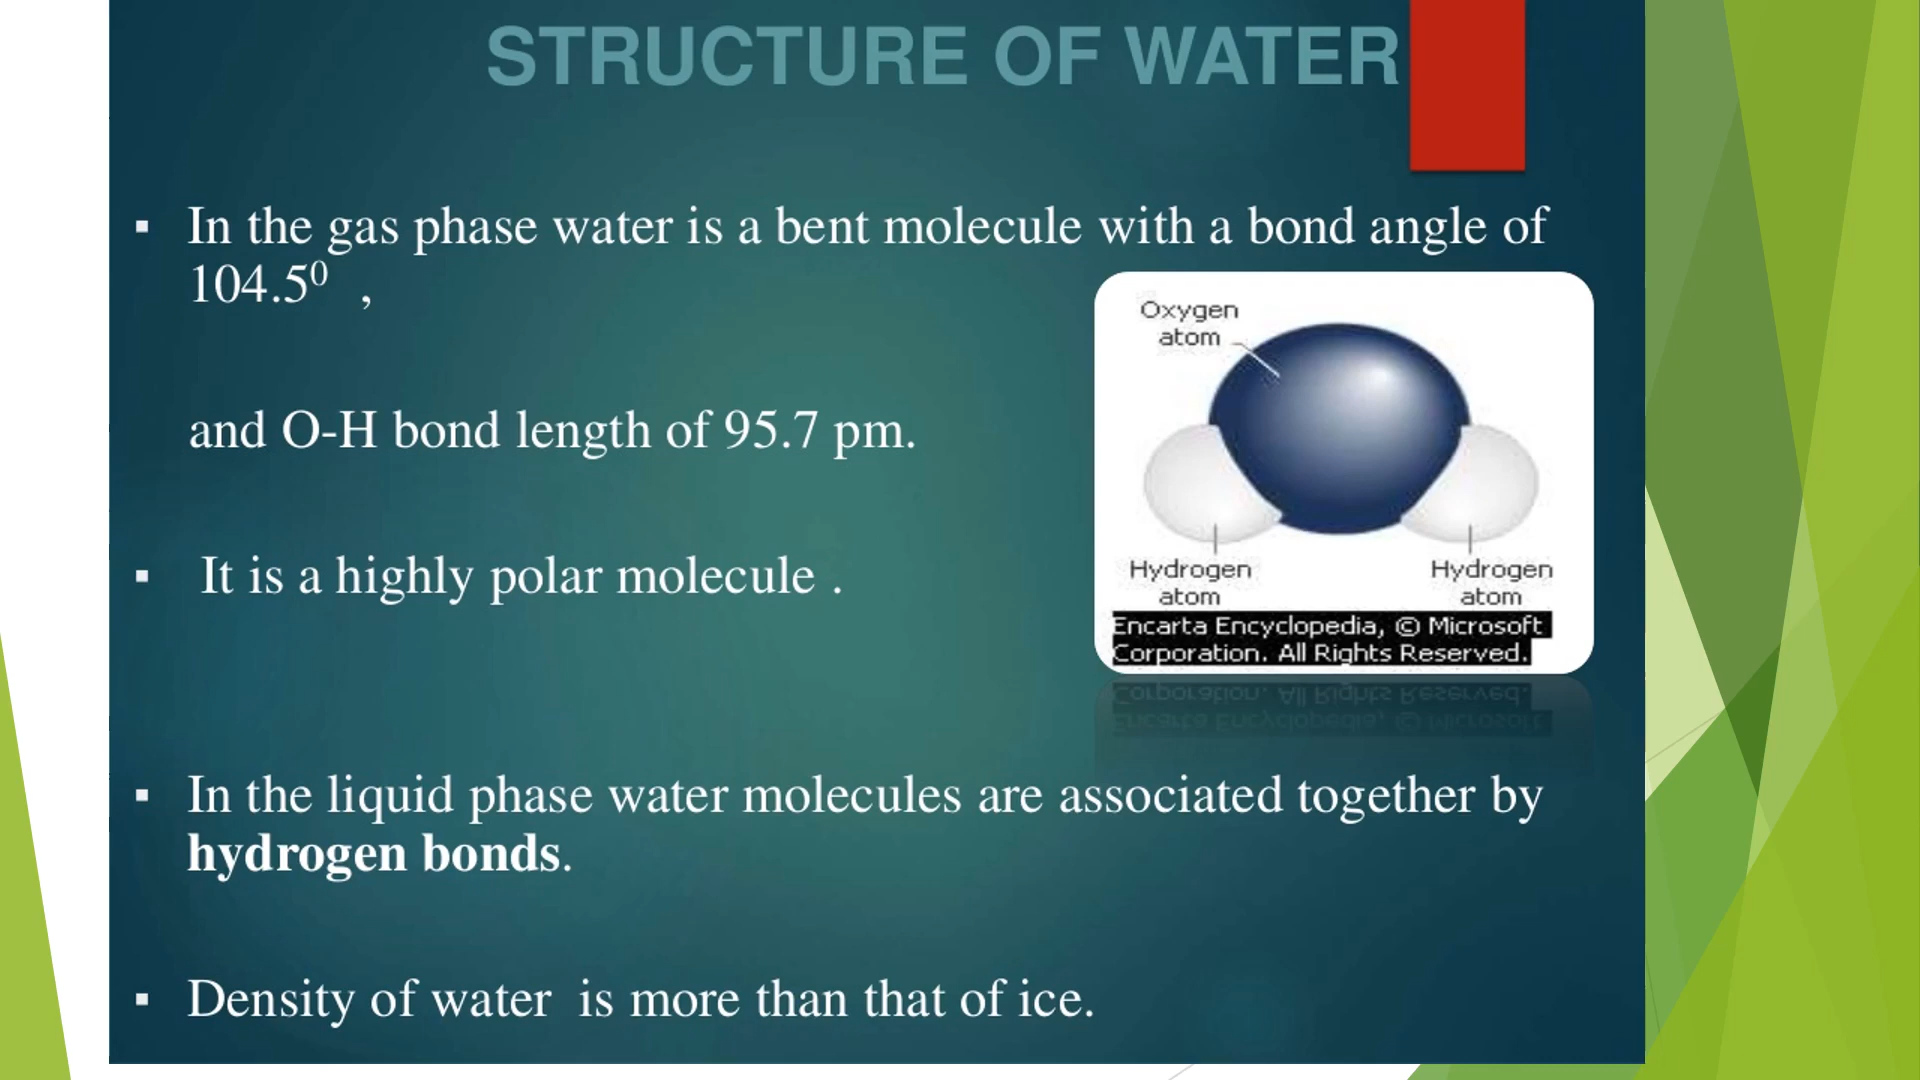 STRUCTURE OF WATER
▪ In the gas phase water is a bent molecule with a bond angle of
104.5⁰ ,
and O-H bond length of 95.7 pm.
▪ It is a highly polar molecule .
Oxygen
atom
Hydrogen
atom
Hydrogen
atom
Encarta Encyclopedia, © Microsoft
Corporation. All Rights Reserved.
▪ In the liquid phase water molecules are associated together by
hydrogen bonds.
▪ Density of water is more than that of ice.